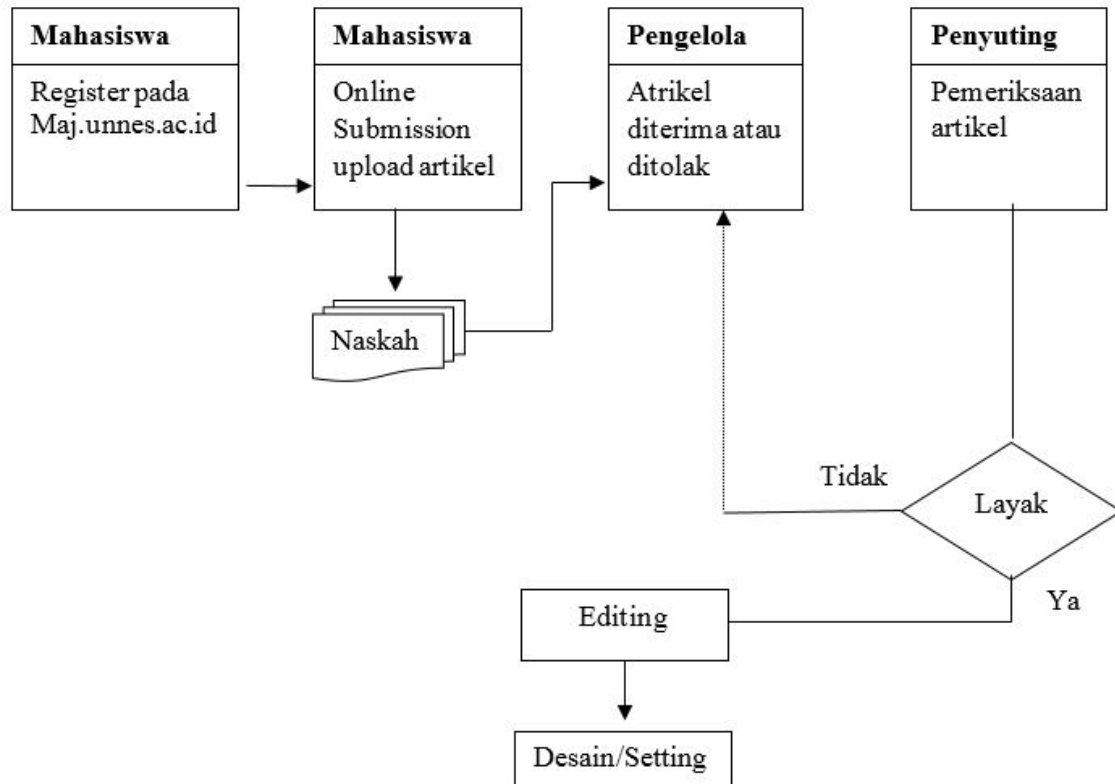 Mahasiswa
Register pada
Maj.unnes.ac.id
Mahasiswa
Online
Submission
upload artikel
Pengelola
Atrikel
diterima atau
ditolak
Penyuting
Pemeriksaan
artikel
Naskah
Tidak
Layak
Ya
Editing
Desain/Setting